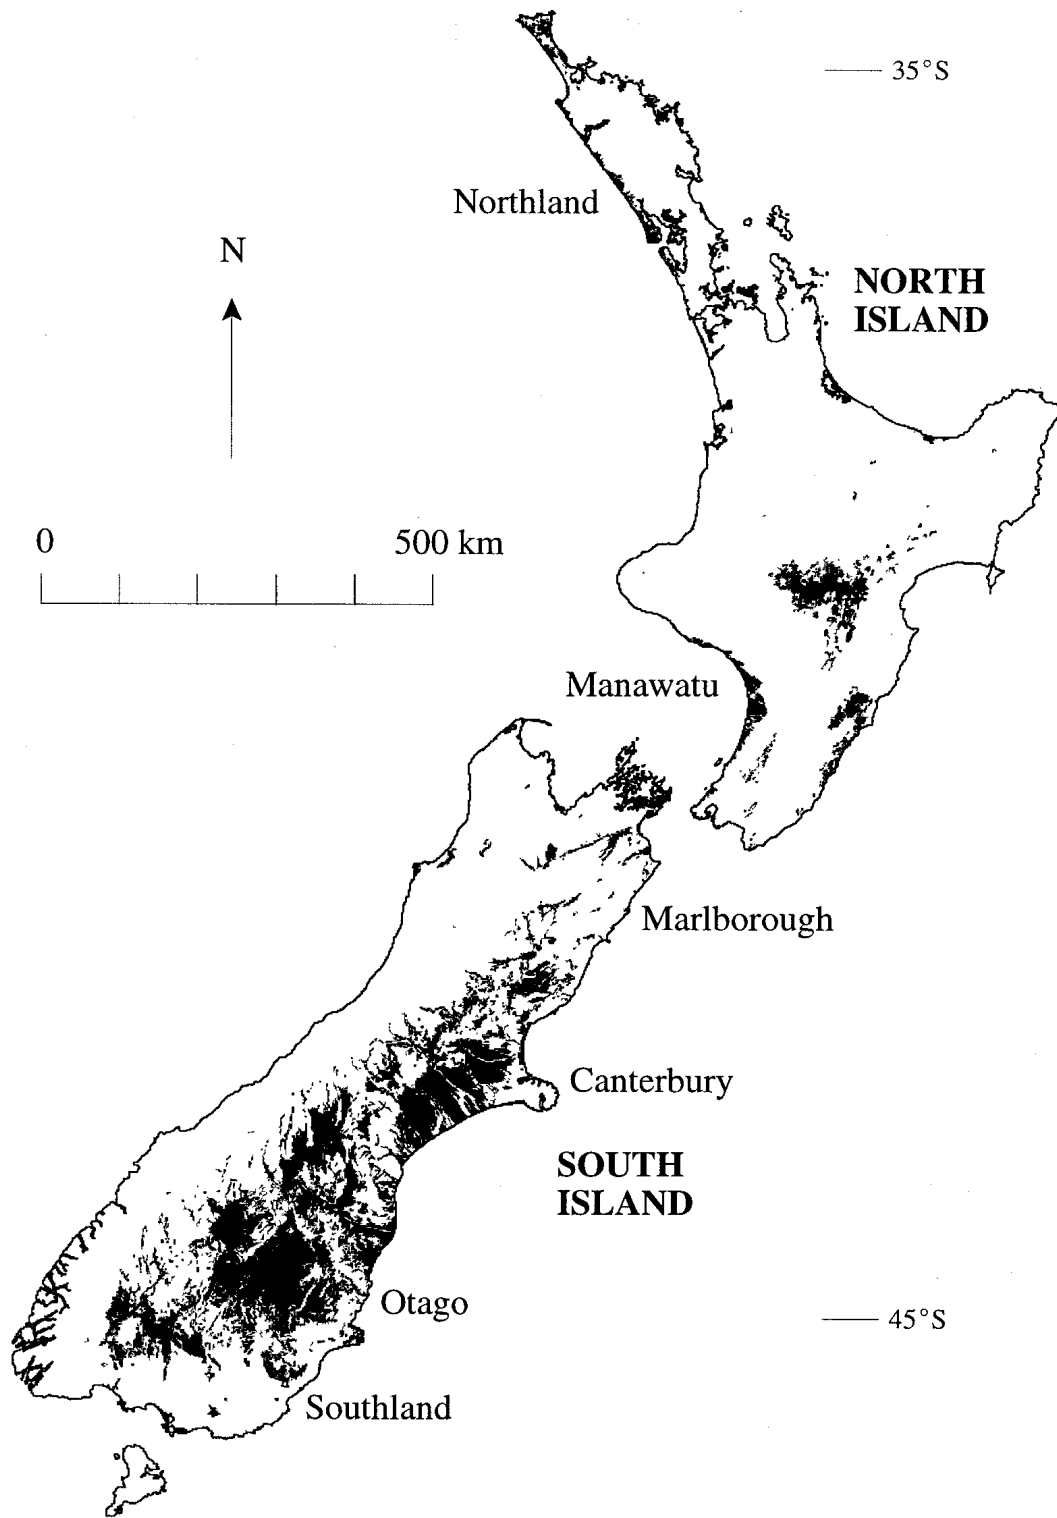 35°S
Northland
N
NORTH
ISLAND
0
500 km
Manawatu
Marlborough
Canterbury
SOUTH
ISLAND
Otago
45°S
Southland